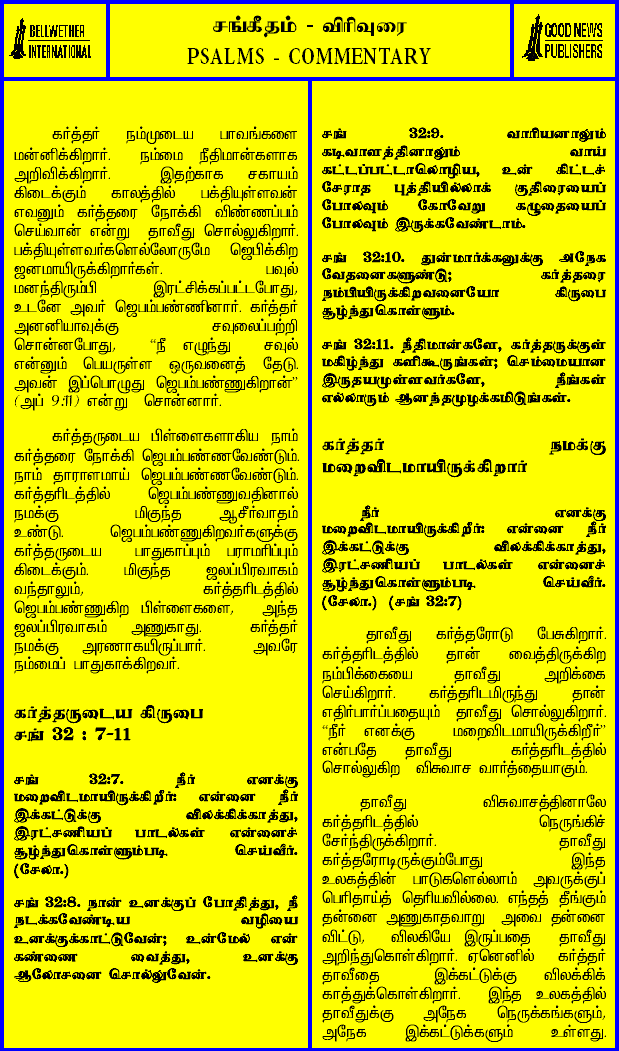 BELLWETHER
INTERNATIONAL
சங்கீதம் - விரிவுரை
PSALMS - COMMENTARY
GOOD NEWS
PUBLISHERS
கர்த்தர் நம்முடைய பாவங்களை
மன்னிக்கிறார். நம்மை நீதிமான்களாக
அறிவிக்கிறார். இதற்காக சகாயம்
கிடைக்கும் காலத்தில் பக்தியுள்ளவன்
எவனும் கர்த்தரை நோக்கி விண்ணப்பம்
செய்வான் என்று தாவீது சொல்லுகிறார்.
பக்தியுள்ளவர்களெல்லோருமே ஜெபிக்கிற
ஜனமாயிருக்கிறார்கள். பவுல்
மனந்திரும்பி இரட்சிக்கப்பட்டபோது,
உடனே அவர் ஜெபம்பண்ணினார். கர்த்தர்
அனனியாவுக்கு சவுலைப்பற்றி
சொன்னபோது, “நீ எழுந்து சவுல்
என்னும் பெயருள்ள ஒருவனைத் தேடு.
அவன் இப்பொழுது ஜெபம்பண்ணுகிறான்”
(அப் 9:11) என்று சொன்னார்.
கர்த்தருடைய பிள்ளைகளாகிய நாம்
கர்த்தரை நோக்கி ஜெபம்பண்ணவேண்டும்.
நாம் தாராளமாய் ஜெபம்பண்ணவேண்டும்.
கர்த்தரிடத்தில் ஜெபம்பண்ணுவதினால்
நமக்கு மிகுந்த ஆசீர்வாதம்
உண்டு. ஜெபம்பண்ணுகிறவர்களுக்கு
கர்த்தருடைய பாதுகாப்பும் பராமரிப்பும்
கிடைக்கும். மிகுந்த ஜலப்பிரவாகம்
வந்தாலும், கர்த்தரிடத்தில்
ஜெபம்பண்ணுகிற பிள்ளைகளை, அந்த
ஜலப்பிரவாகம் அணுகாது. கர்த்தர்
நமக்கு அரணாகயிருப்பார். அவரே
நம்மைப் பாதுகாக்கிறவர்.
கர்த்தருடைய கிருபை
சங் 32 : 7-11
சங் 32:7. நீர் எனக்கு
மறைவிடமாயிருக்கிறீர்: என்னை நீர்
இக்கட்டுக்கு விலக்கிக்காத்து,
இரட்சணியப் பாடல்கள் என்னைச்
சூழ்ந்துகொள்ளும்படி செய்வீர்.
(சேலா.)
சங் 32:8. நான் உனக்குப் போதித்து, நீ
நடக்கவேண்டிய வழியை
உனக்குக்காட்டுவேன்; உன்மேல் என்
கண்ணை வைத்து, உனக்கு
ஆலோசனை சொல்லுவேன்.
சங் 32:9. வாரியனாலும்
கடிவாளத்தினாலும் வாய்
கட்டப்பட்டாலொழிய, உன் கிட்டச்
சேராத புத்தியில்லாக் குதிரையைப்
போலவும் கோவேறு கழுதையைப்
போலவும் இருக்கவேண்டாம்.
சங் 32:10. துன்மார்க்கனுக்கு அநேக
வேதனைகளுண்டு; கர்த்தரை
நம்பியிருக்கிறவனையோ கிருபை
சூழ்ந்துகொள்ளும்.
சங் 32:11. நீதிமான்களே, கர்த்தருக்குள்
மகிழ்ந்து களிகூருங்கள்; செம்மையான
இருதயமுள்ளவர்களே, நீங்கள்
எல்லாரும் ஆனந்தமுழக்கமிடுங்கள்.
கர்த்தர் நமக்கு
மறைவிடமாயிருக்கிறார்
நீர் எனக்கு
மறைவிடமாயிருக்கிறீர்: என்னை நீர்
இக்கட்டுக்கு விலக்கிக்காத்து,
இரட்சணியப் பாடல்கள் என்னைச்
சூழ்ந்துகொள்ளும்படி செய்வீர்.
(சேலா.) (சங் 32:7)
தாவீது கர்த்தரோடு பேசுகிறார்.
கர்த்தரிடத்தில் தான் வைத்திருக்கிற
நம்பிக்கையை தாவீது அறிக்கை
செய்கிறார். கர்த்தரிடமிருந்து தான்
எதிர்பார்ப்பதையும் தாவீது சொல்லுகிறார்.
“நீர் எனக்கு மறைவிடமாயிருக்கிறீர்”
என்பதே தாவீது கர்த்தரிடத்தில்
சொல்லுகிற விசுவாச வார்த்தையாகும்.
தாவீது விசுவாசத்தினாலே
கர்த்தரிடத்தில் நெருங்கிச்
சேர்ந்திருக்கிறார். தாவீது
கர்த்தரோடிருக்கும்போது இந்த
உலகத்தின் பாடுகளெல்லாம் அவருக்குப்
பெரிதாய்த் தெரியவில்லை. எந்தத் தீங்கும்
தன்னை அணுகாதவாறு அவை தன்னை
விட்டு, விலகியே இருப்பதை தாவீது
அறிந்துகொள்கிறார். ஏனெனில் கர்த்தர்
தாவீதை இக்கட்டுக்கு விலக்கிக்
காத்துக்கொள்கிறார். இந்த உலகத்தில்
தாவீதுக்கு அநேக நெருக்கங்களும்,
அநேக இக்கட்டுக்களும் உள்ளது.